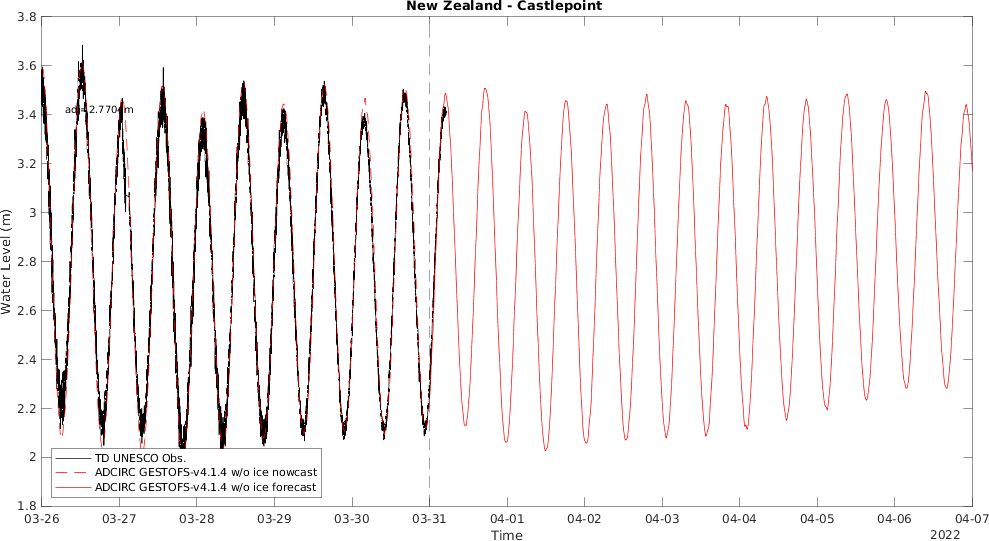 New Zealand - Castlepoint
3.8
3.6
3.4
3.2
3
2.8
2.6
2.4
2.2
2
1.8
Water Level (m)
TD UNESCO Obs.
ADCIRC GESTOFS-v4.1.4 w/o ice nowcast
ADCIRC GESTOFS-v4.1.4 w/o ice forecast
03-26 03-27 03-28 03-29 03-30 03-31 04-01 04-02 04-03 04-04 04-05 04-06 04-07
Time
2022